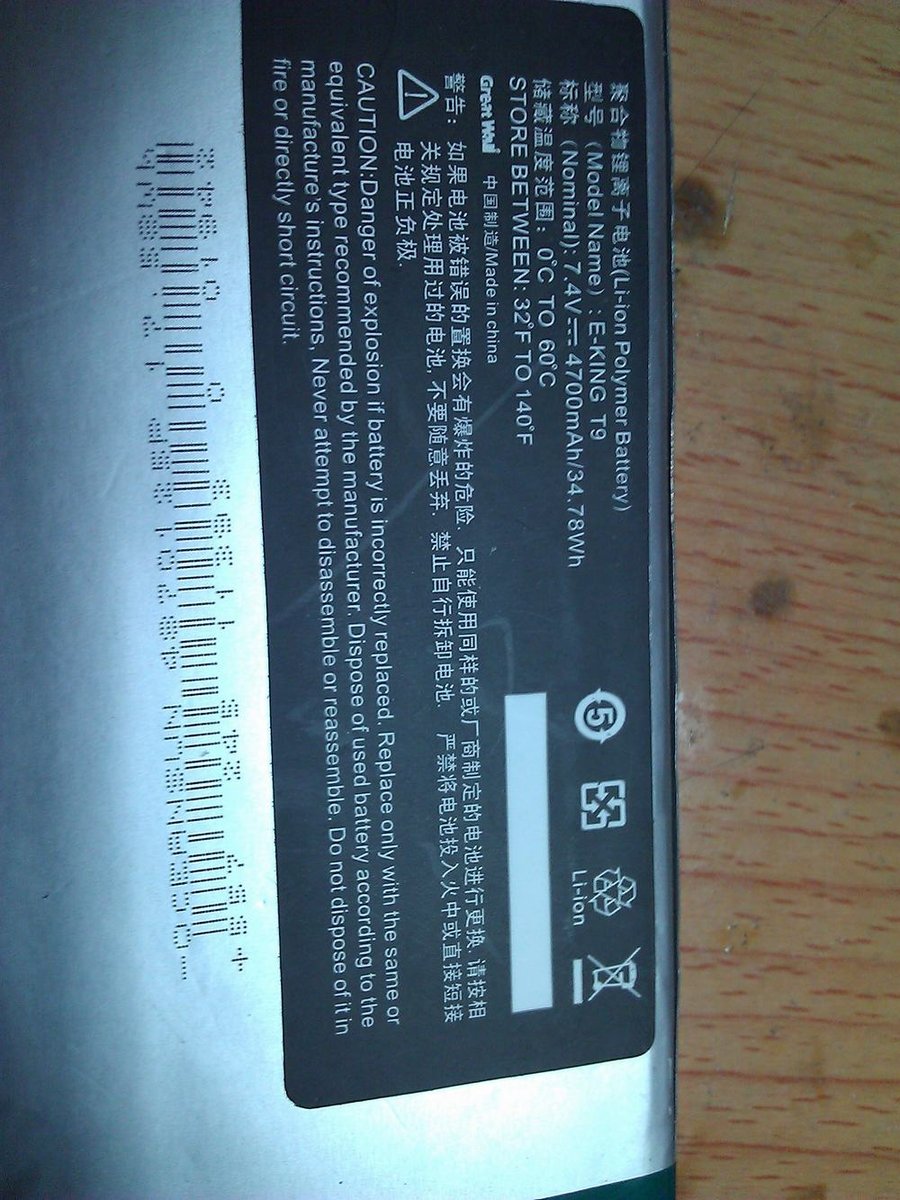 聚合物锂离子电池(Li-ion Polymer Battery)
型号（Model Name）: E-KING T9
标称（Nominal): 7.4V⎓4700mAh/34.78Wh
储藏温度范围：0℃ TO 60℃
STORE BETWEEN: 32°F TO 140°F
Great Wall 中国制造/Made in china
5
Li-ion
警告: 如果电池被错误的置换会有爆炸的危险. 只能使用同样的或厂商制定的电池进行更换. 请按相
关规定处理用过的电池, 不要随意丢弃. 禁止自行拆卸电池. 严禁将电池投入火中或直接短接
电池正负极.
CAUTION:Danger of explosion if battery is incorrectly replaced. Replace only with the same or
equivalent type recommended by the manufacturer. Dispose of used battery according to the
manufacture's instructions, Never attempt to disassemble or reassemble. Do not dispose of it in
fire or directly short circuit.